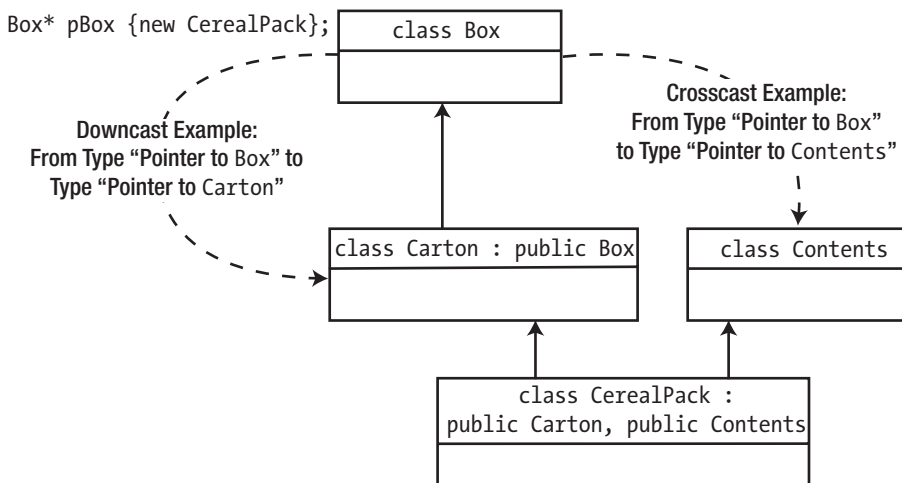 Box* pBox {new CerealPack};
class Box
Downcast Example:
From Type “Pointer to Box” to
Type “Pointer to Carton”
Crosscast Example:
From Type “Pointer to Box”
to Type “Pointer to Contents”
class Carton : public Box
class Contents
class CerealPack :
public Carton, public Contents